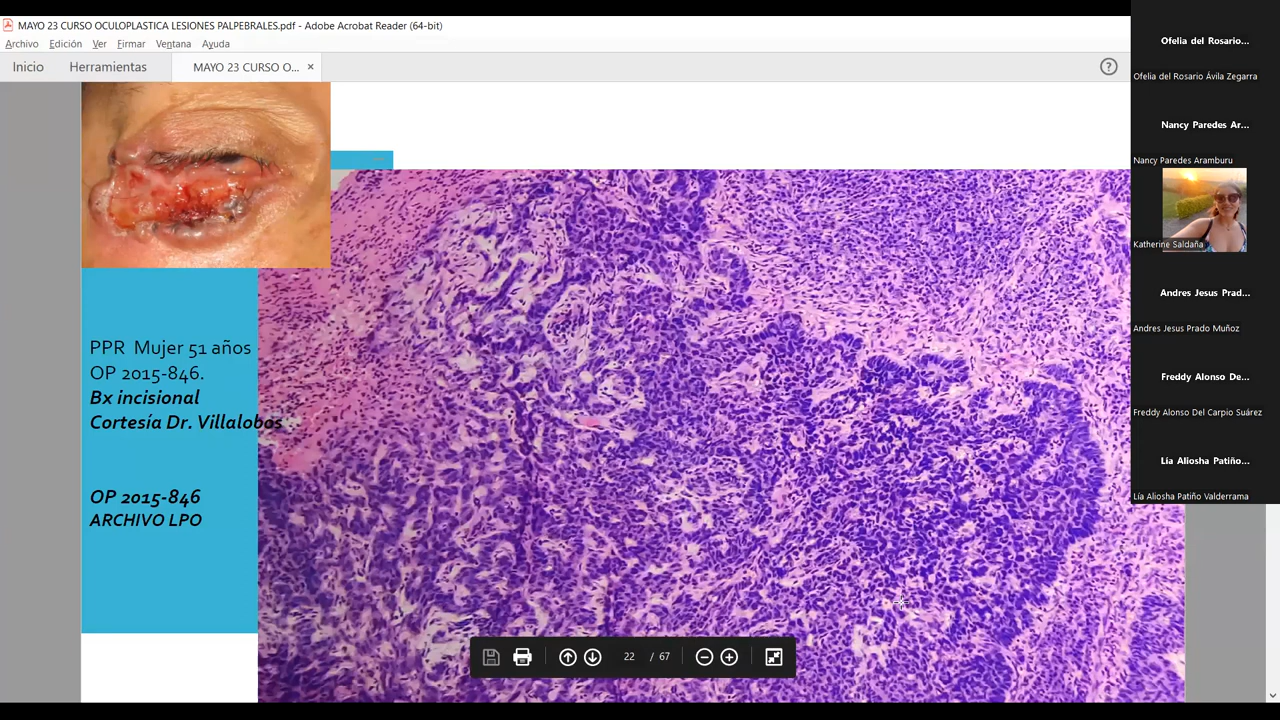 MAYO 23 CURSO OCULOPLASTICA LESIONES PALPEBRALES.pdf - Adobe Acrobat Reader (64-bit)
Archivo Edición Ver Firmar Ventana Ayuda
Inicio Herramientas MAYO 23 CURSO O... ×
?
PPR Mujer 51 años
OP 2015-846.
Bx incisional
Cortesía Dr. Villalobos
OP 2015-846
ARCHIVO LPO
22 / 67
Ofelia del Rosario...
Ofelia del Rosario Ávila Zegarra
Nancy Paredes Ar...
Nancy Paredes Aramburu
Katherine Saldaña
Andres Jesus Prad...
Andres Jesus Prado Muñoz
Freddy Alonso De...
Freddy Alonso Del Carpio Suárez
Lía Aliosha Patiño...
Lía Aliosha Patiño Valderrama